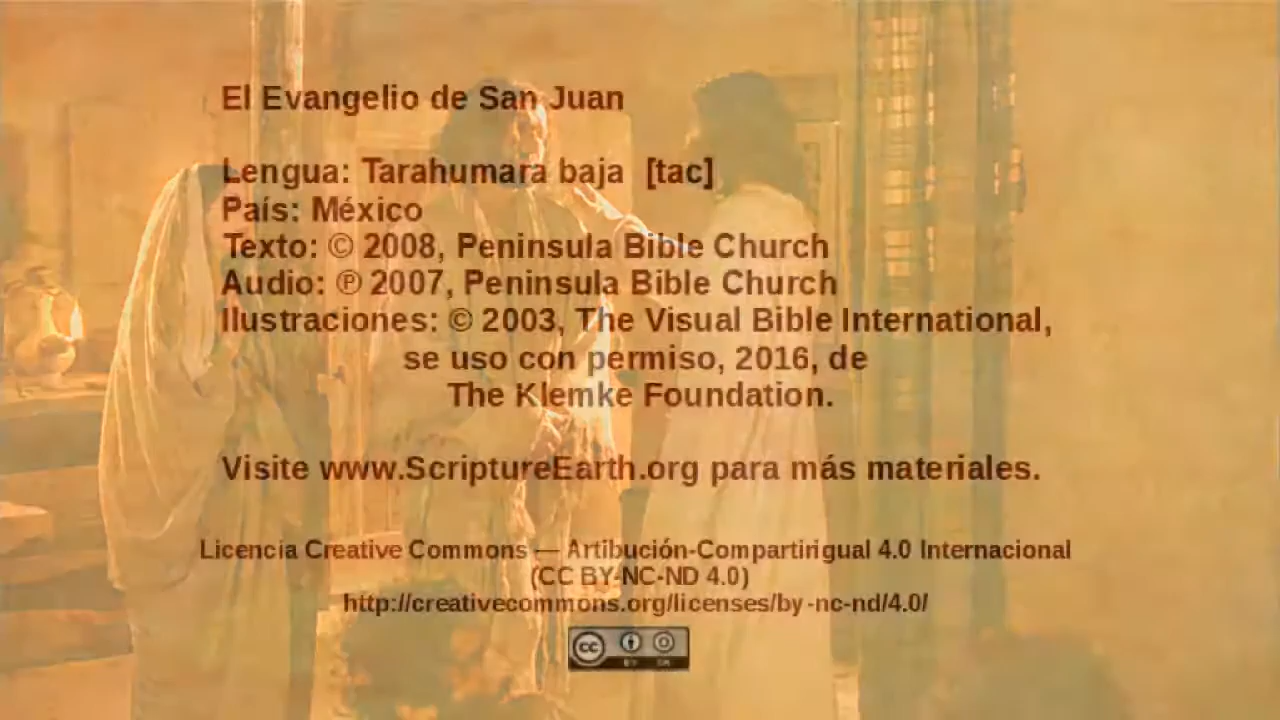 El Evangelio de San Juan
Lengua: Tarahumara baja [tac]
País: México
Texto: © 2008, Peninsula Bible Church
Audio: ℗ 2007, Peninsula Bible Church
Ilustraciones: © 2003, The Visual Bible International,
se uso con permiso, 2016, de
The Klemke Foundation.
Visite www.ScriptureEarth.org para más materiales.
Licencia Creative Commons — Artibución-Compartirigual 4.0 Internacional
(CC BY-NC-ND 4.0)
http://creativecommons.org/licenses/by-nc-nd/4.0/
cc
BY SA